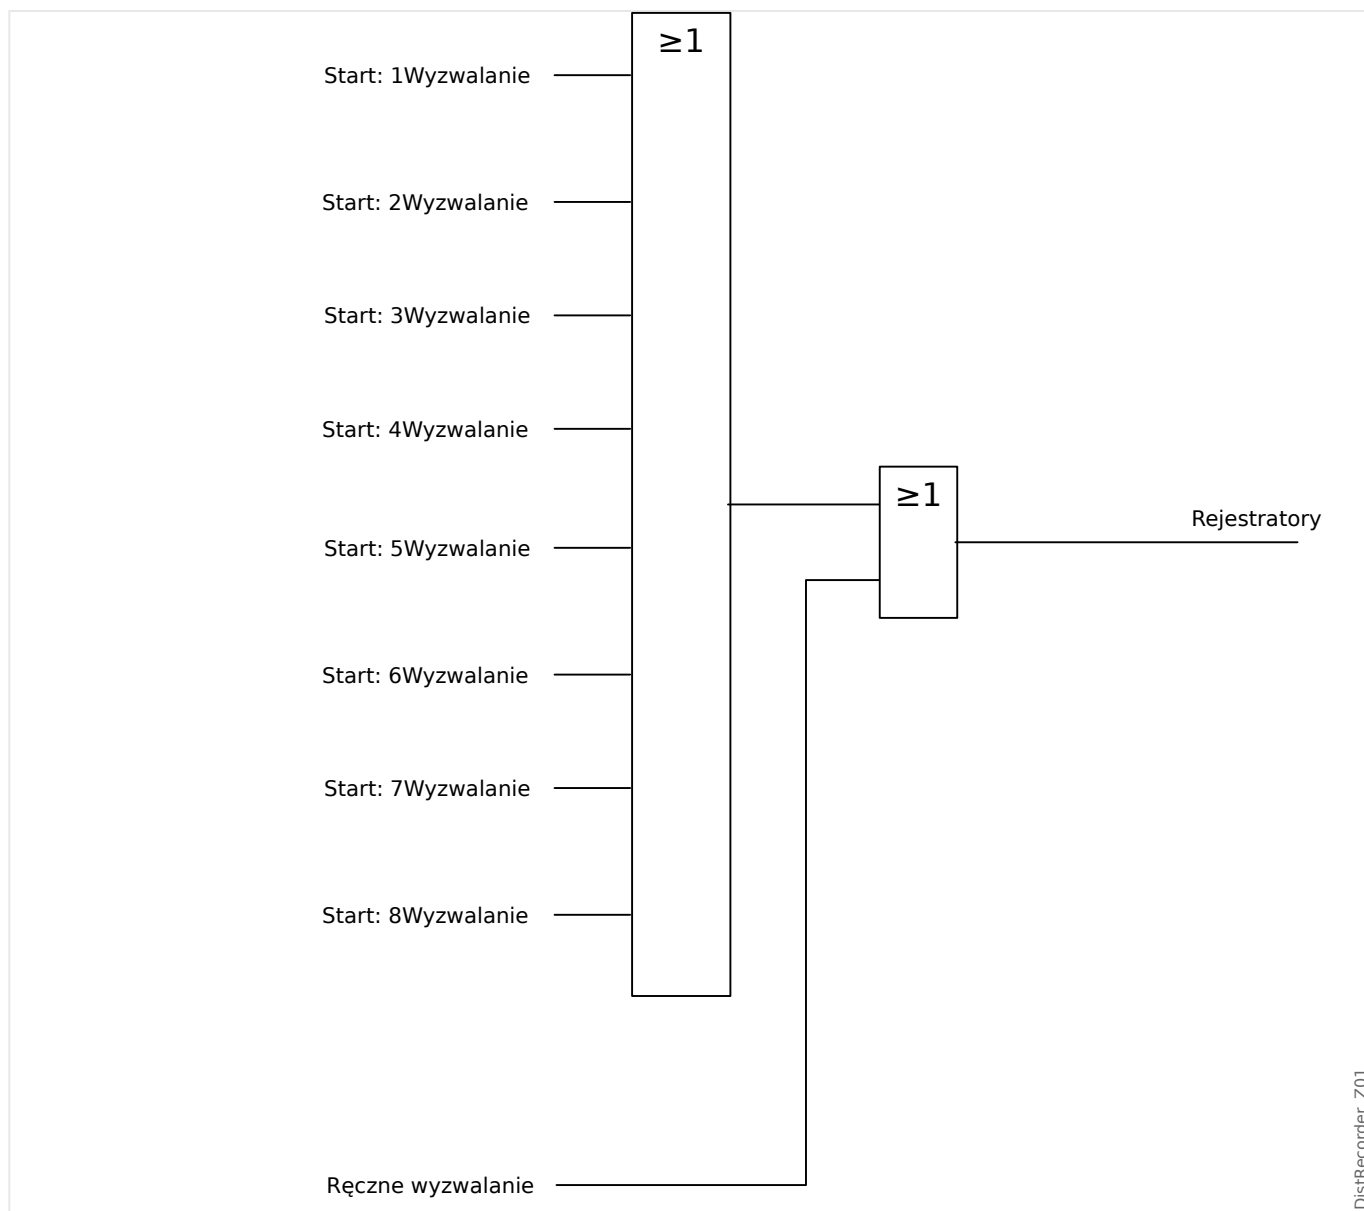 ≥1
Start: 1Wyzwalanie
Start: 2Wyzwalanie
Start: 3Wyzwalanie
Start: 4Wyzwalanie
≥1
Rejestratory
Start: 5Wyzwalanie
Start: 6Wyzwalanie
Start: 7Wyzwalanie
Start: 8Wyzwalanie
Ręczne wyzwalanie
DistRecorder_Z01